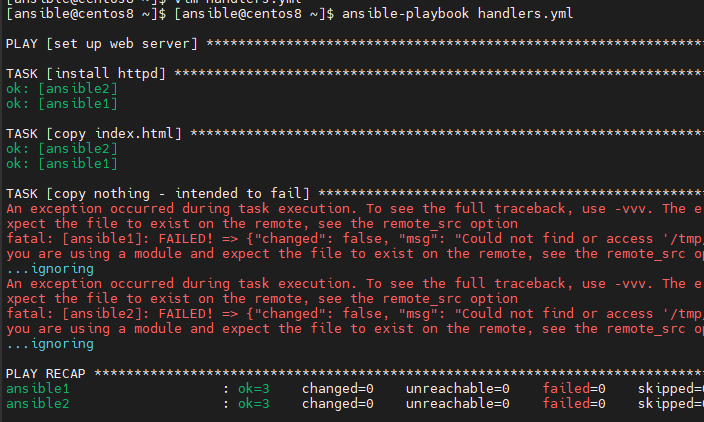 [ansible@centos8 ~]$ vim handlers.yml
[ansible@centos8 ~]$ [ansible@centos8 ~]$ ansible-playbook handlers.yml
PLAY [set up web server] **************************************************************
TASK [install httpd] ******************************************************************
ok: [ansible2]
ok: [ansible1]
TASK [copy index.html] ****************************************************************
ok: [ansible2]
ok: [ansible1]
TASK [copy nothing - intended to fail] ************************************************
An exception occurred during task execution. To see the full traceback, use -vvv. The e
xpect the file to exist on the remote, see the remote_src option
fatal: [ansible1]: FAILED! => {"changed": false, "msg": "Could not find or access '/tmp
you are using a module and expect the file to exist on the remote, see the remote_src op
...ignoring
An exception occurred during task execution. To see the full traceback, use -vvv. The e
xpect the file to exist on the remote, see the remote_src option
fatal: [ansible2]: FAILED! => {"changed": false, "msg": "Could not find or access '/tmp
you are using a module and expect the file to exist on the remote, see the remote_src op
...ignoring
PLAY RECAP ****************************************************************************
ansible1 : ok=3 changed=0 unreachable=0 failed=0 skipped=
ansible2 : ok=3 changed=0 unreachable=0 failed=0 skipped=